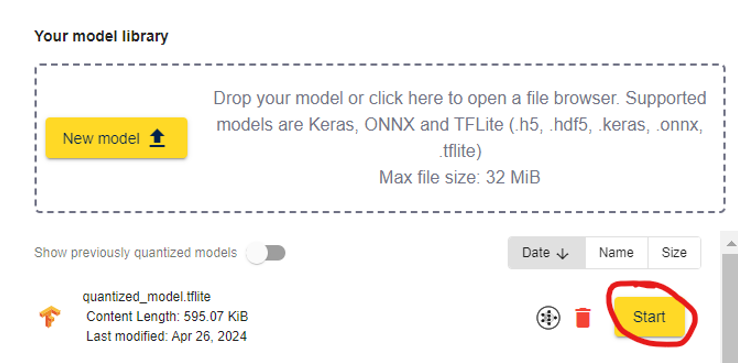 Your model library
New model
Drop your model or click here to open a file browser. Supported
models are Keras, ONNX and TFLite (.h5, .hdf5, .keras, .onnx,
.tflite)
Max file size: 32 MiB
Show previously quantized models
Date Name Size
quantized_model.tflite
Content Length: 595.07 KiB
Last modified: Apr 26, 2024
Start